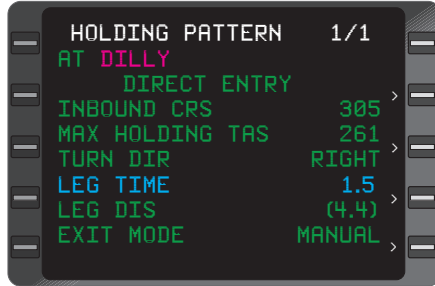 HOLDING PATTERN 1/1
AT DILLY
DIRECT ENTRY
INBOUND CRS 305 >
MAX HOLDING TAS 261
TURN DIR RIGHT >
LEG TIME 1.5 >
LEG DIS (4.4)
EXIT MODE MANUAL >